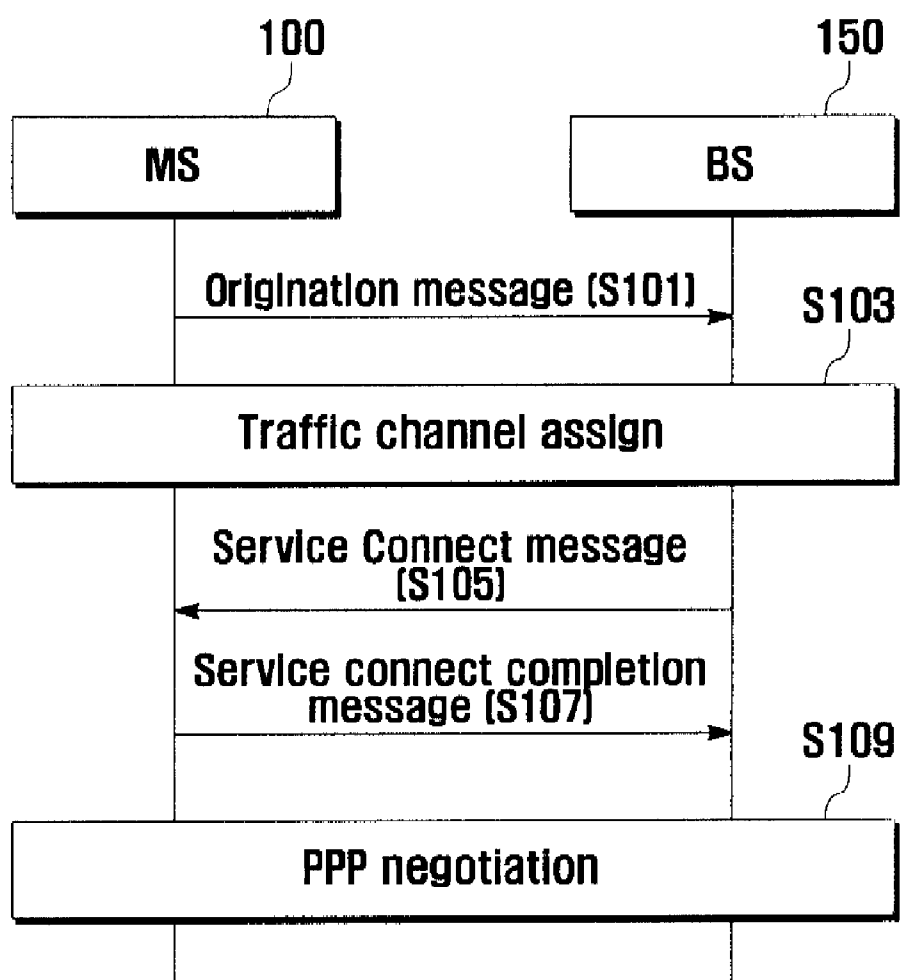 100
150
MS
BS
Origination message (S101)
S103
Traffic channel assign
Service Connect message
(S105)
Service connect completion
message (S107)
S109
PPP negotiation